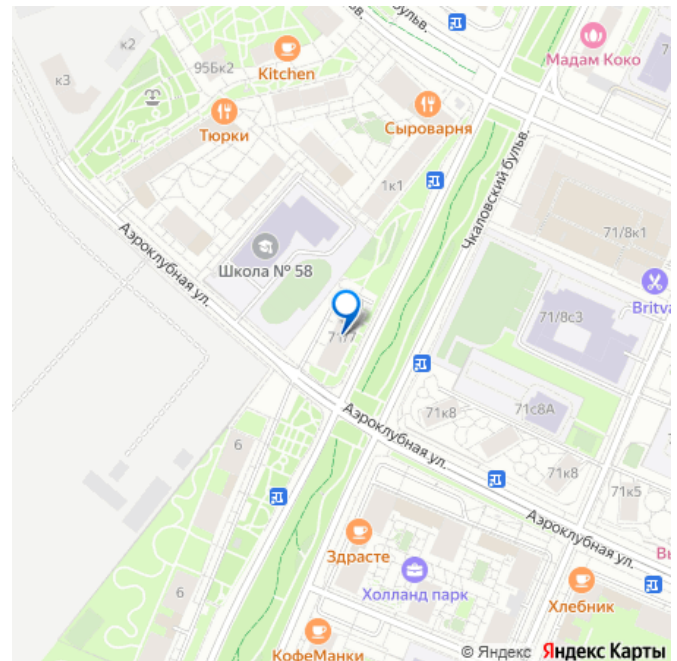 бульв.
к2
Kitchen
Мадам Коко
95Бк2
к3
Тюрки
Сыроварня
Чкаловский бульв.
1к1
Аэроклубная ул.
Школа № 58
71/8к1
Britva
71/8с3
71/7
71к8
71с8А
Аэроклубная ул.
6
71к8
71к5
Аэроклубная ул.
Здрасте
Холланд парк
6
Хлебник
КофеМанки
© Яндекс Яндекс Карты